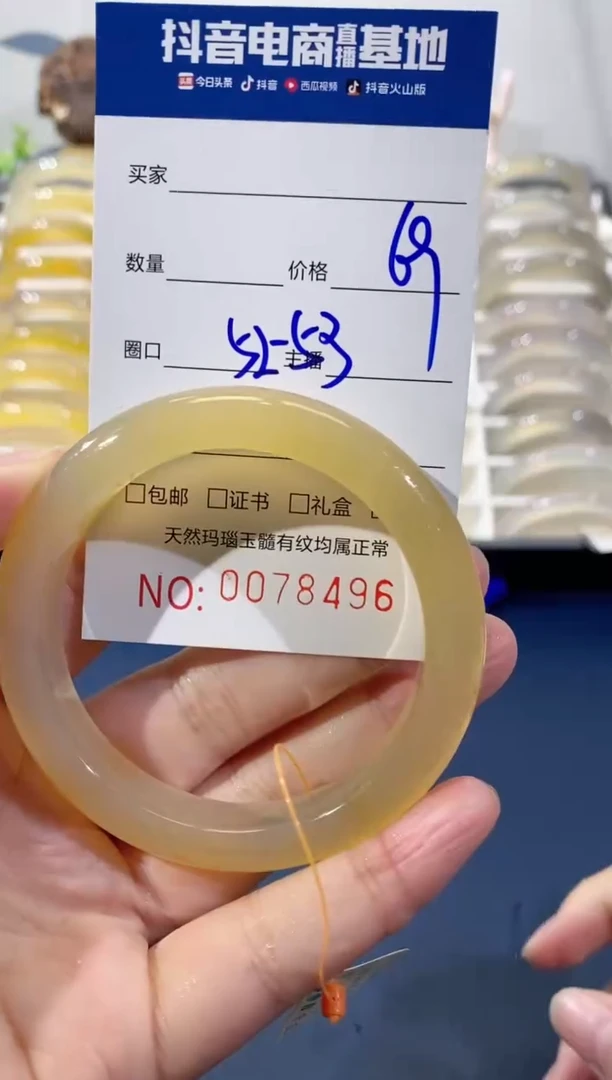 抖音电商直播基地
头条 今日头条 抖音 西瓜视频 抖音火山版
买家
数量 价格 69
圈口 52-53 主播
包邮 证书 礼盒
天然玛瑙玉髓有纹均属正常
NO: 0078496